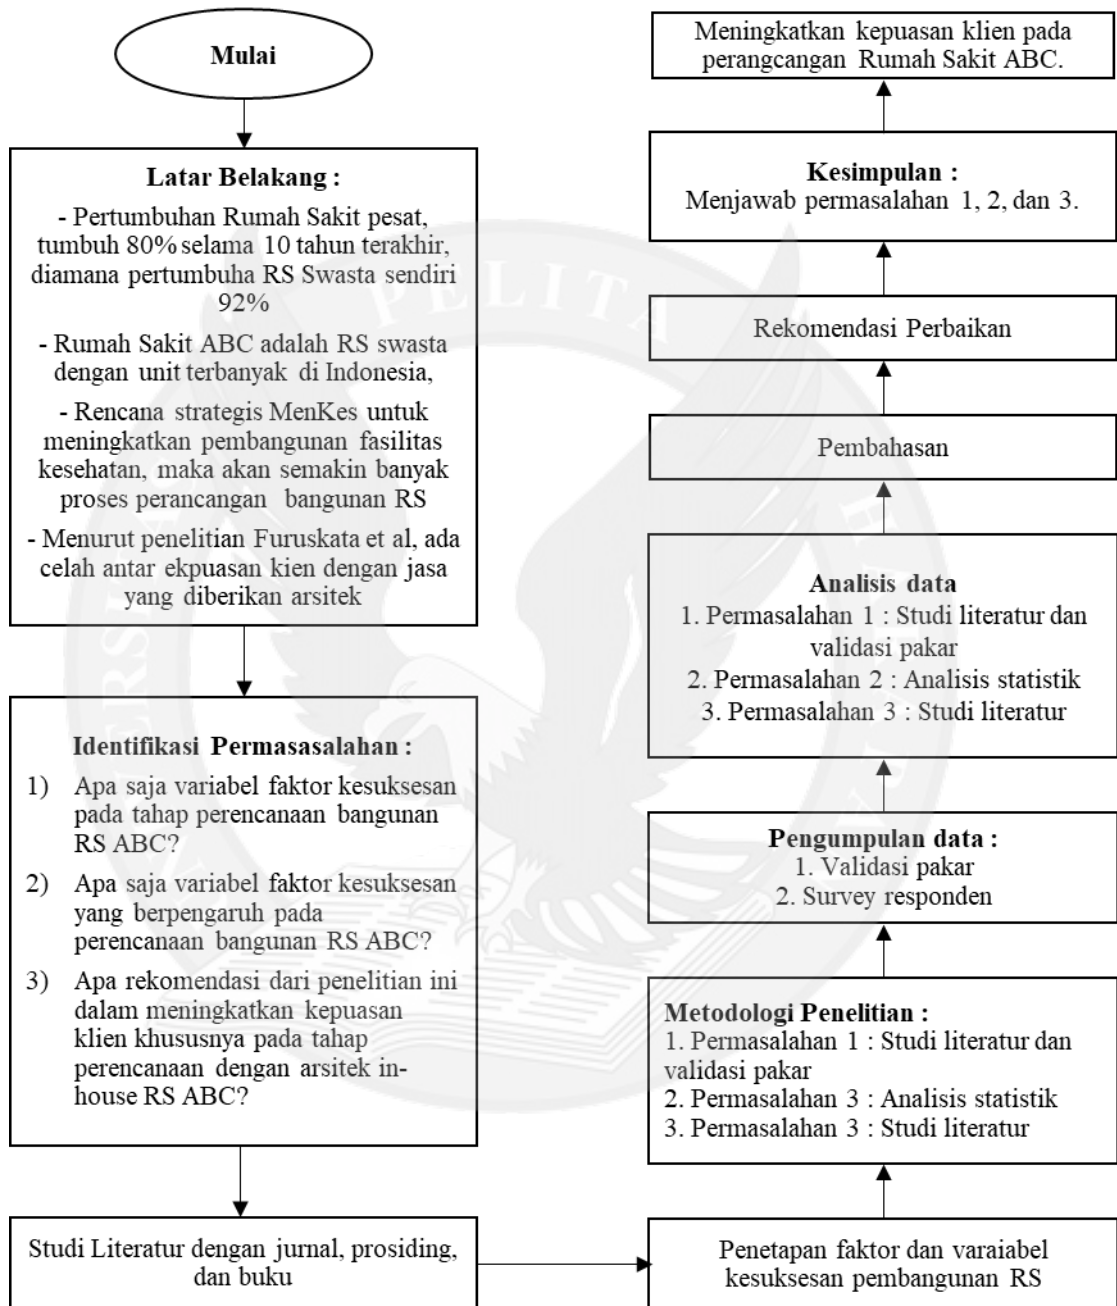 Mulai
Latar Belakang :
- Pertumbuhan Rumah Sakit pesat,
tumbuh 80% selama 10 tahun terakhir,
diamana pertumbuha RS Swasta sendiri
92%
- Rumah Sakit ABC adalah RS swasta
dengan unit terbanyak di Indonesia,
- Rencana strategis MenKes untuk
meningkatkan pembangunan fasilitas
kesehatan, maka akan semakin banyak
proses perancangan bangunan RS
- Menurut penelitian Furuskata et al, ada
celah antar ekpuasan kien dengan jasa
yang diberikan arsitek
Identifikasi Permasasalahan :
1) Apa saja variabel faktor kesuksesan
pada tahap perencanaan bangunan
RS ABC?
2) Apa saja variabel faktor kesuksesan
yang berpengaruh pada
perencanaan bangunan RS ABC?
3) Apa rekomendasi dari penelitian ini
dalam meningkatkan kepuasan
klien khususnya pada tahap
perencanaan dengan arsitek in-
house RS ABC?
Studi Literatur dengan jurnal, prosiding,
dan buku
Penetapan faktor dan varaiabel
kesuksesan pembangunan RS
Metodologi Penelitian :
1. Permasalahan 1 : Studi literatur dan
validasi pakar
2. Permasalahan 3 : Analisis statistik
3. Permasalahan 3 : Studi literatur
Pengumpulan data :
1. Validasi pakar
2. Survey responden
Analisis data
1. Permasalahan 1 : Studi literatur dan
validasi pakar
2. Permasalahan 2 : Analisis statistik
3. Permasalahan 3 : Studi literatur
Pembahasan
Rekomendasi Perbaikan
Kesimpulan :
Menjawab permasalahan 1, 2, dan 3.
Meningkatkan kepuasan klien pada
perangcangan Rumah Sakit ABC.
UNIVERSITAS PELITA HARAPAN